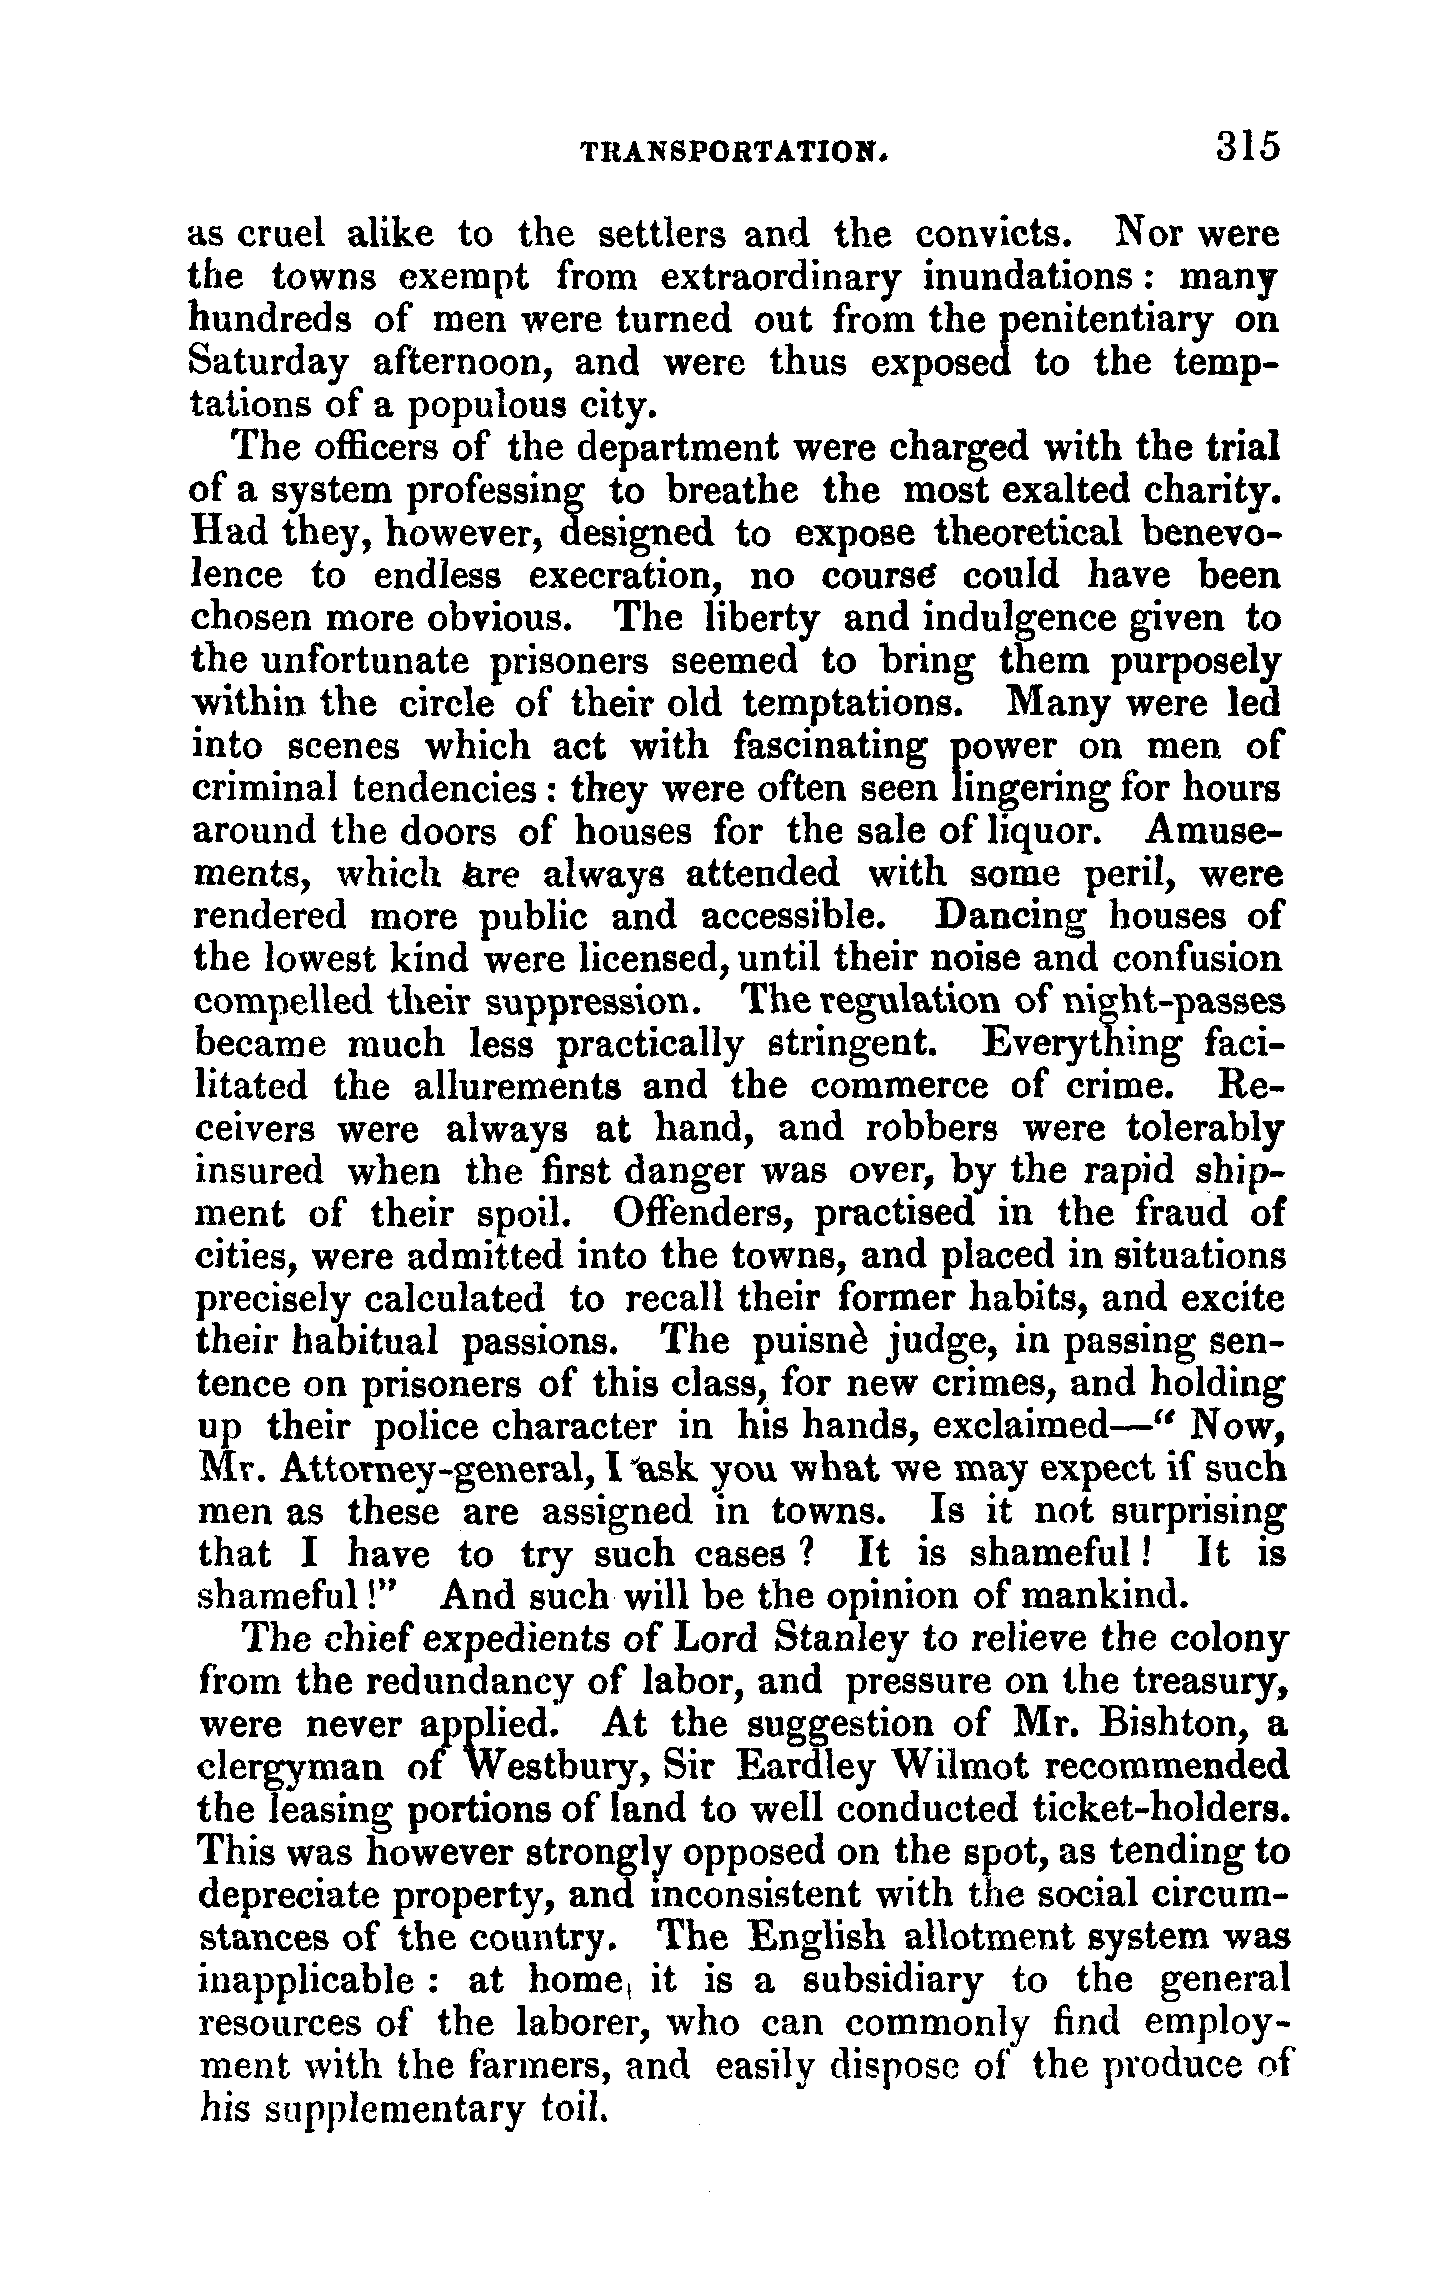 TRANSPORTATION. 315
as cruel alike to the settlers and the convicts. Nor were
the towns exempt from extraordinary inundations : many
hundreds of men were turned out from the penitentiary on
Saturday afternoon, and were thus exposed to the temp-
tations of a populous city.
The officers of the department were charged with the trial
of a system professing to breathe the most exalted charity.
Had they, however, designed to expose theoretical benevo-
lence to endless execration, no course could have been
chosen more obvious. The liberty and indulgence given to
the unfortunate prisoners seemed to bring them purposely
within the circle of their old temptations. Many were led
into scenes which act with fascinating power on men of
criminal tendencies : they were often seen lingering for hours
around the doors of houses for the sale of liquor. Amuse-
ments, which are always attended with some peril, were
rendered more public and accessible. Dancing houses of
the lowest kind were licensed, until their noise and confusion
compelled their suppression. The regulation of night-passes
became much less practically stringent. Everything faci-
litated the allurements and the commerce of crime. Re-
ceivers were always at hand, and robbers were tolerably
insured when the first danger was over, by the rapid ship-
ment of their spoil. Offenders, practised in the fraud of
cities, were admitted into the towns, and placed in situations
precisely calculated to recall their former habits, and excite
their habitual passions. The puisnè judge, in passing sen-
tence on prisoners of this class, for new crimes, and holding
up their police character in his hands, exclaimed—“ Now,
Mr. Attorney-general, I ask you what we may expect if such
men as these are assigned in towns. Is it not surprising
that I have to try such cases ? It is shameful ! It is
shameful !” And such will be the opinion of mankind.
The chief expedients of Lord Stanley to relieve the colony
from the redundancy of labor, and pressure on the treasury,
were never applied. At the suggestion of Mr. Bishton, a
clergyman of Westbury, Sir Eardley Wilmot recommended
the leasing portions of land to well conducted ticket-holders.
This was however strongly opposed on the spot, as tending to
depreciate property, and inconsistent with the social circum-
stances of the country. The English allotment system was
inapplicable : at home, it is a subsidiary to the general
resources of the laborer, who can commonly find employ-
ment with the farmers, and easily dispose of the produce of
his supplementary toil.